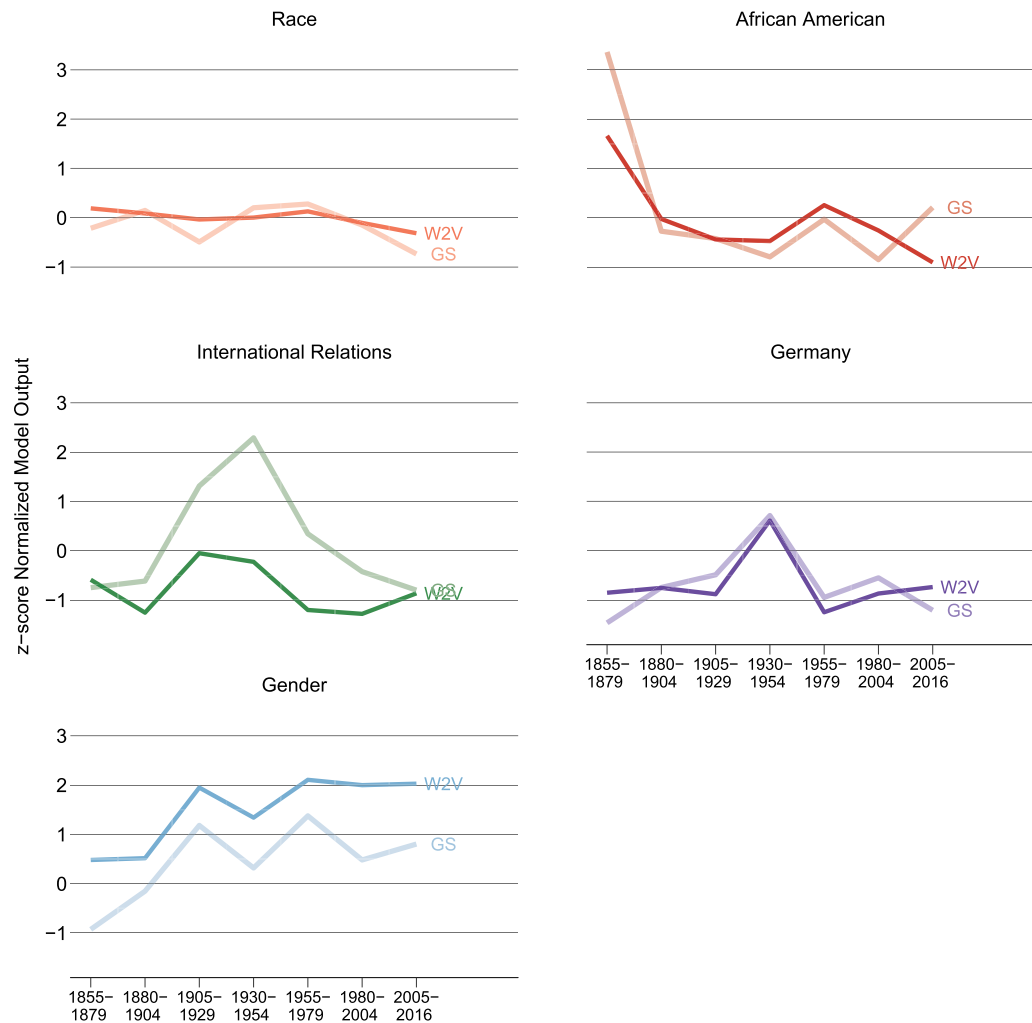 Race
3
2
1
0
−1
W2V
GS
African American
GS
W2V
z−score Normalized Model Output
International Relations
3
2
1
0
−1
GS
W2V
Germany
W2V
GS
1855−
1879
1880−
1904
1905−
1929
1930−
1954
1955−
1979
1980−
2004
2005−
2016
Gender
3
2
1
0
−1
W2V
GS
1855−
1879
1880−
1904
1905−
1929
1930−
1954
1955−
1979
1980−
2004
2005−
2016